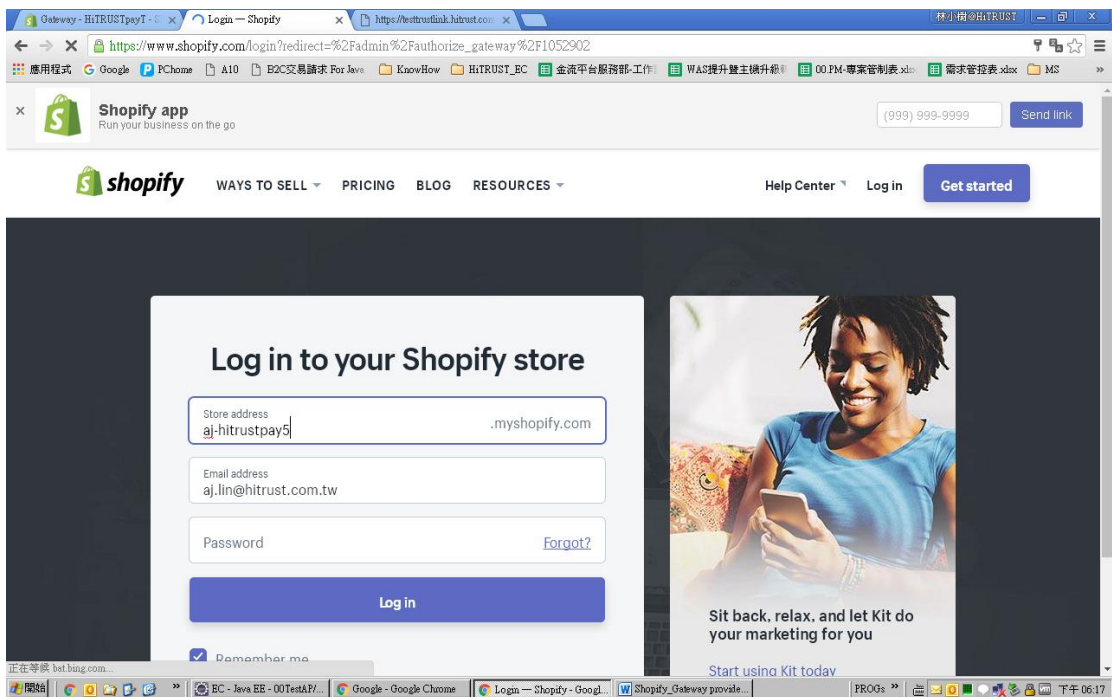 Gateway - HiTRUSTpayT - S
Login — Shopify
https://testtrustlink.hitrust.com
林小樹@HiTRUST
https://www.shopify.com/login?redirect=%2Fadmin%2Fauthorize_gateway%2F1052902
應用程式 Google PChome A10 B2C交易請求 For Java KnowHow HiTRUST_EC 金流平台服務部-工作 WAS提升暨主機升級 00.PM-專案管制表.xls 需求管控表.xlsx MS »
Shopify app
Run your business on the go
(999) 999-9999
Send link
shopify
WAYS TO SELL PRICING BLOG RESOURCES
Help Center Log in Get started
Log in to your Shopify store
Store address
aj-hitrustpay5
.myshopify.com
Email address
aj.lin@hitrust.com.tw
Password
Forgot?
Log in
Remember me
Sit back, relax, and let Kit do
your marketing for you
Start using Kit today
正在等候 bat.bing.com...
開始 » EC - Java EE - 00TestAP/... Google - Google Chrome Login — Shopify - Googl... Shopify_Gateway provide... PROGs » 下午 06:17